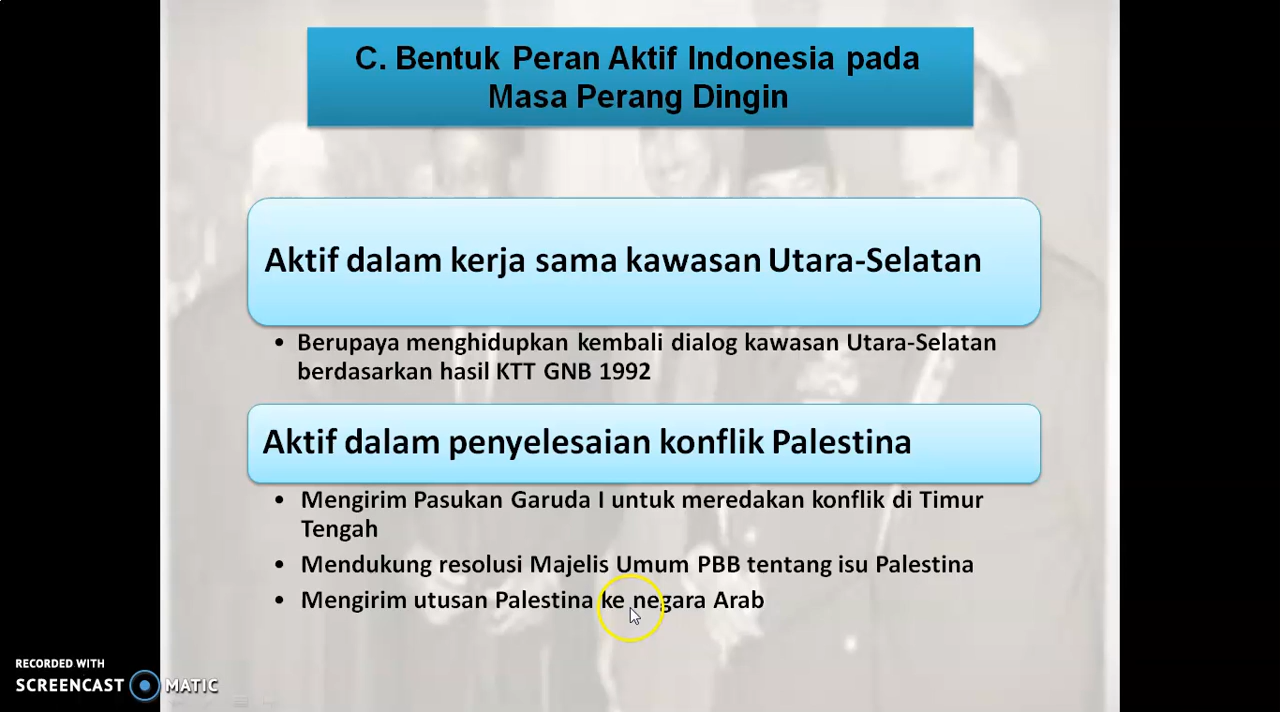 C. Bentuk Peran Aktif Indonesia pada
Masa Perang Dingin
Aktif dalam kerja sama kawasan Utara-Selatan
• Berupaya menghidupkan kembali dialog kawasan Utara-Selatan
berdasarkan hasil KTT GNB 1992
Aktif dalam penyelesaian konflik Palestina
• Mengirim Pasukan Garuda I untuk meredakan konflik di Timur
Tengah
• Mendukung resolusi Majelis Umum PBB tentang isu Palestina
• Mengirim utusan Palestina ke negara Arab
RECORDED WITH
SCREENCAST MATIC